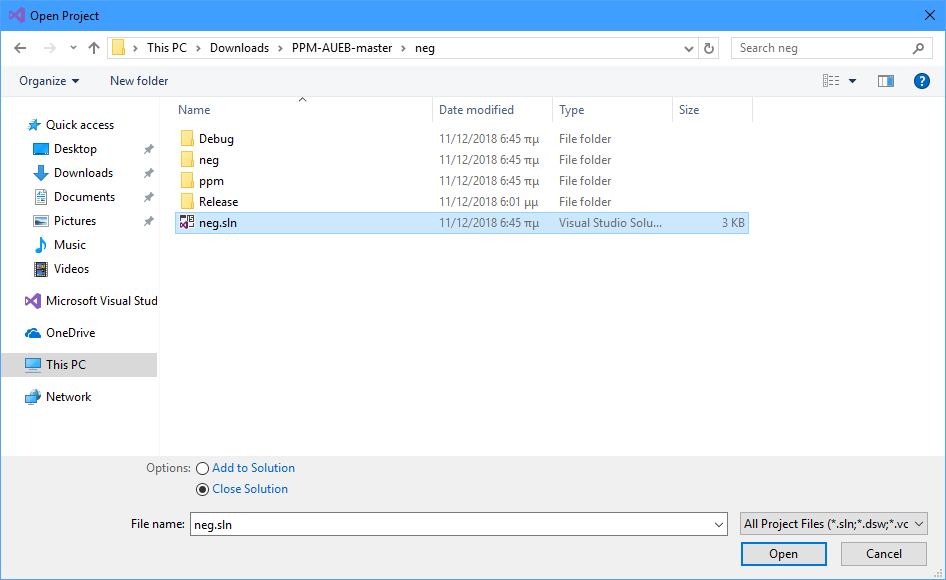 Open Project
This PC > Downloads > PPM-AUEB-master > neg
Search neg
Organize
New folder
Name Date modified Type Size
Quick access
Desktop
Downloads
Documents
Pictures
Music
Videos
Microsoft Visual Stud
OneDrive
This PC
Network
Debug 11/12/2018 6:45 πμ File folder
neg 11/12/2018 6:45 πμ File folder
ppm 11/12/2018 6:45 πμ File folder
Release 11/12/2018 6:01 μμ File folder
neg.sln 11/12/2018 6:45 πμ Visual Studio Solu... 3 KB
Options: Add to Solution
Close Solution
File name: neg.sln All Project Files (*.sln;*.dsw;*.vc
Open Cancel